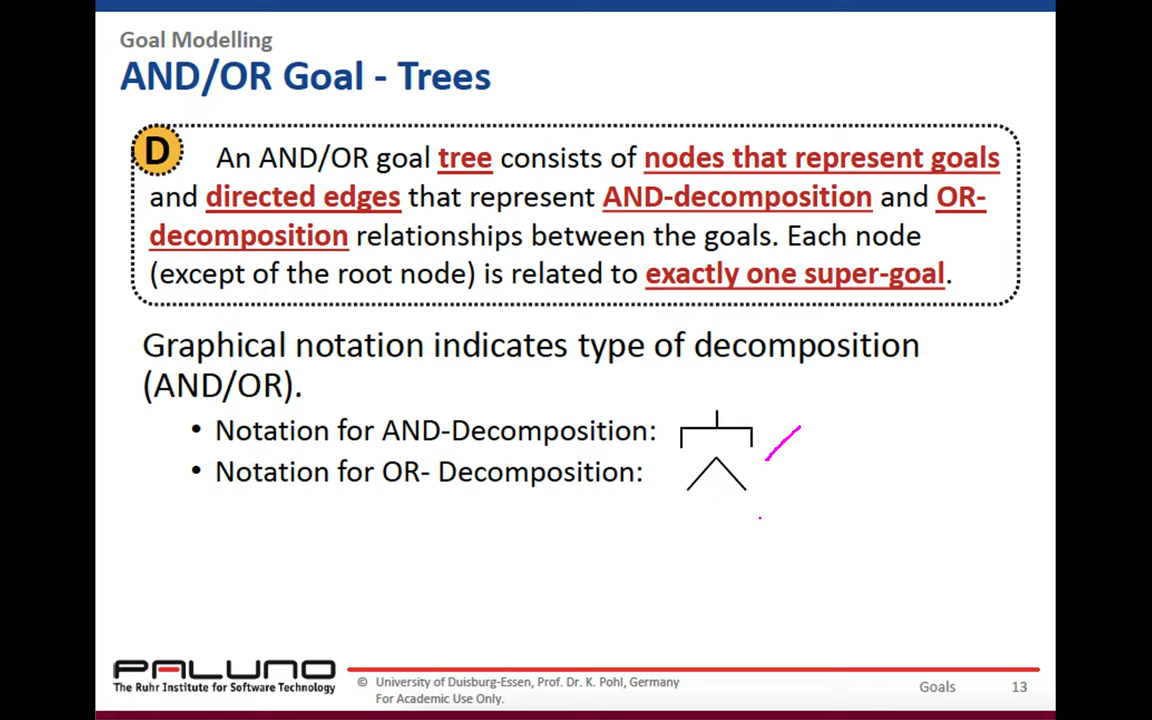 Goal Modelling
AND/OR Goal - Trees
D
An AND/OR goal tree consists of nodes that represent goals
and directed edges that represent AND-decomposition and OR-
decomposition relationships between the goals. Each node
(except of the root node) is related to exactly one super-goal.
Graphical notation indicates type of decomposition
(AND/OR).
• Notation for AND-Decomposition:
• Notation for OR- Decomposition:
PALUNO
The Ruhr Institute for Software Technology
© University of Duisburg-Essen, Prof. Dr. K. Pohl, Germany
For Academic Use Only.
Goals 13